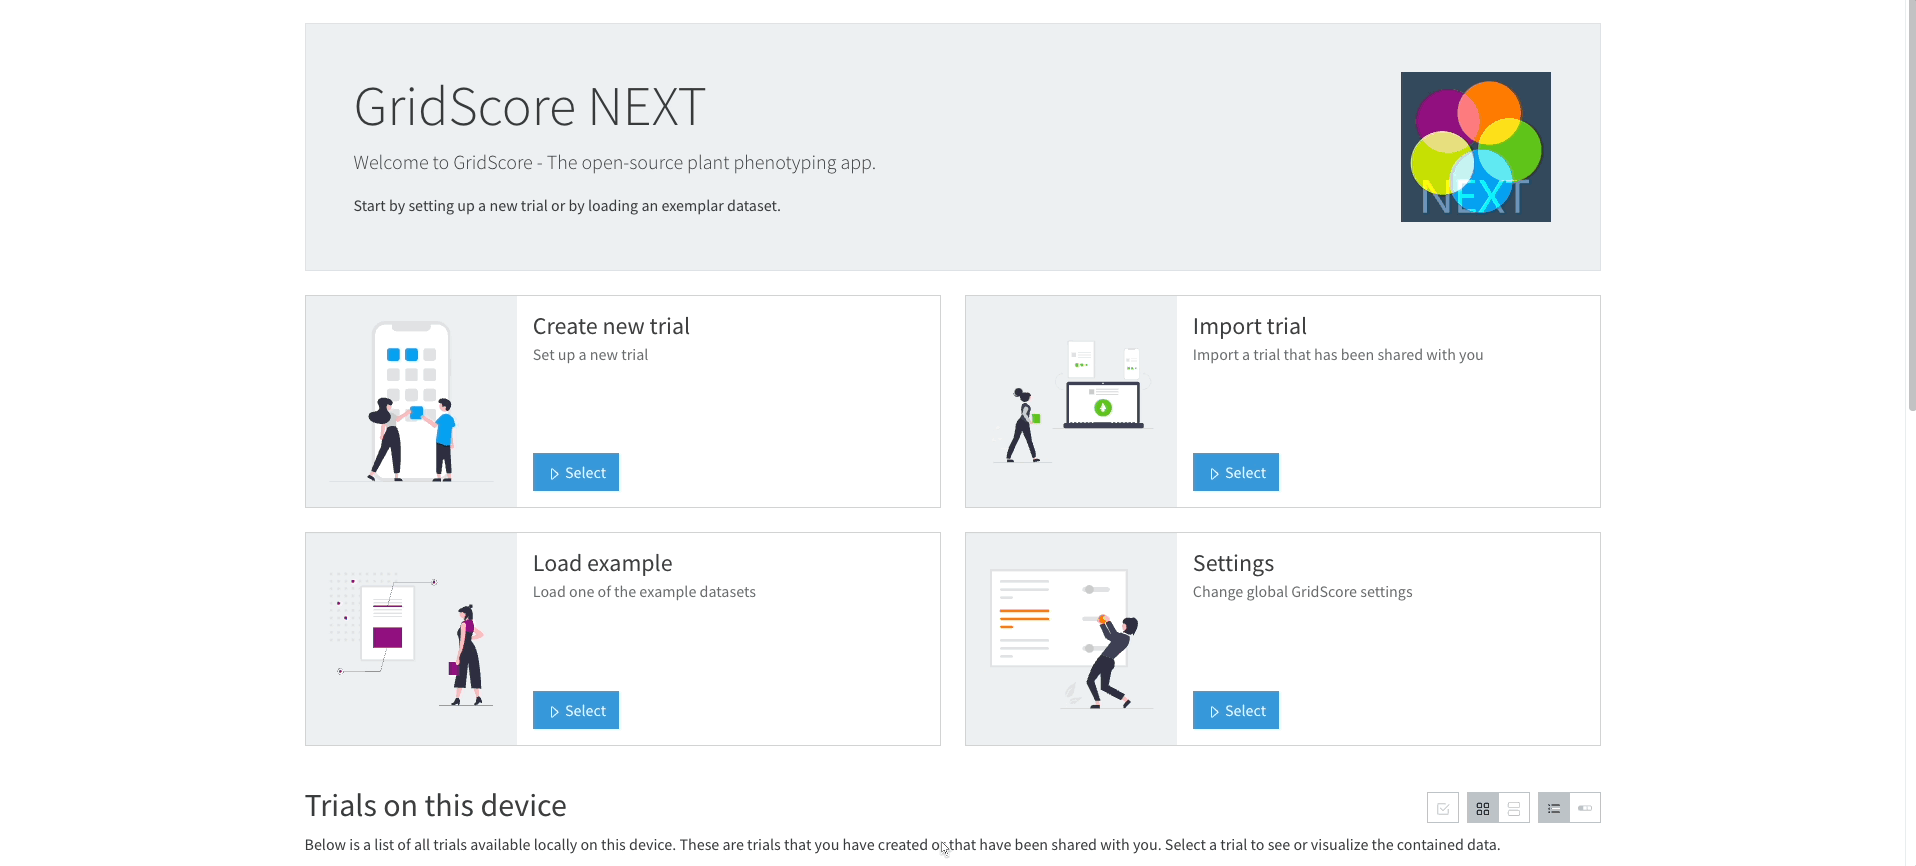 GridScore NEXT
Welcome to GridScore - The open-source plant phenotyping app.
Start by setting up a new trial or by loading an exemplar dataset.
NEXT
Create new trial
Set up a new trial
Select
Import trial
Import a trial that has been shared with you
Select
Load example
Load one of the example datasets
Select
Settings
Change global GridScore settings
Select
Trials on this device
Below is a list of all trials available locally on this device. These are trials that you have created or that have been shared with you. Select a trial to see or visualize the contained data.